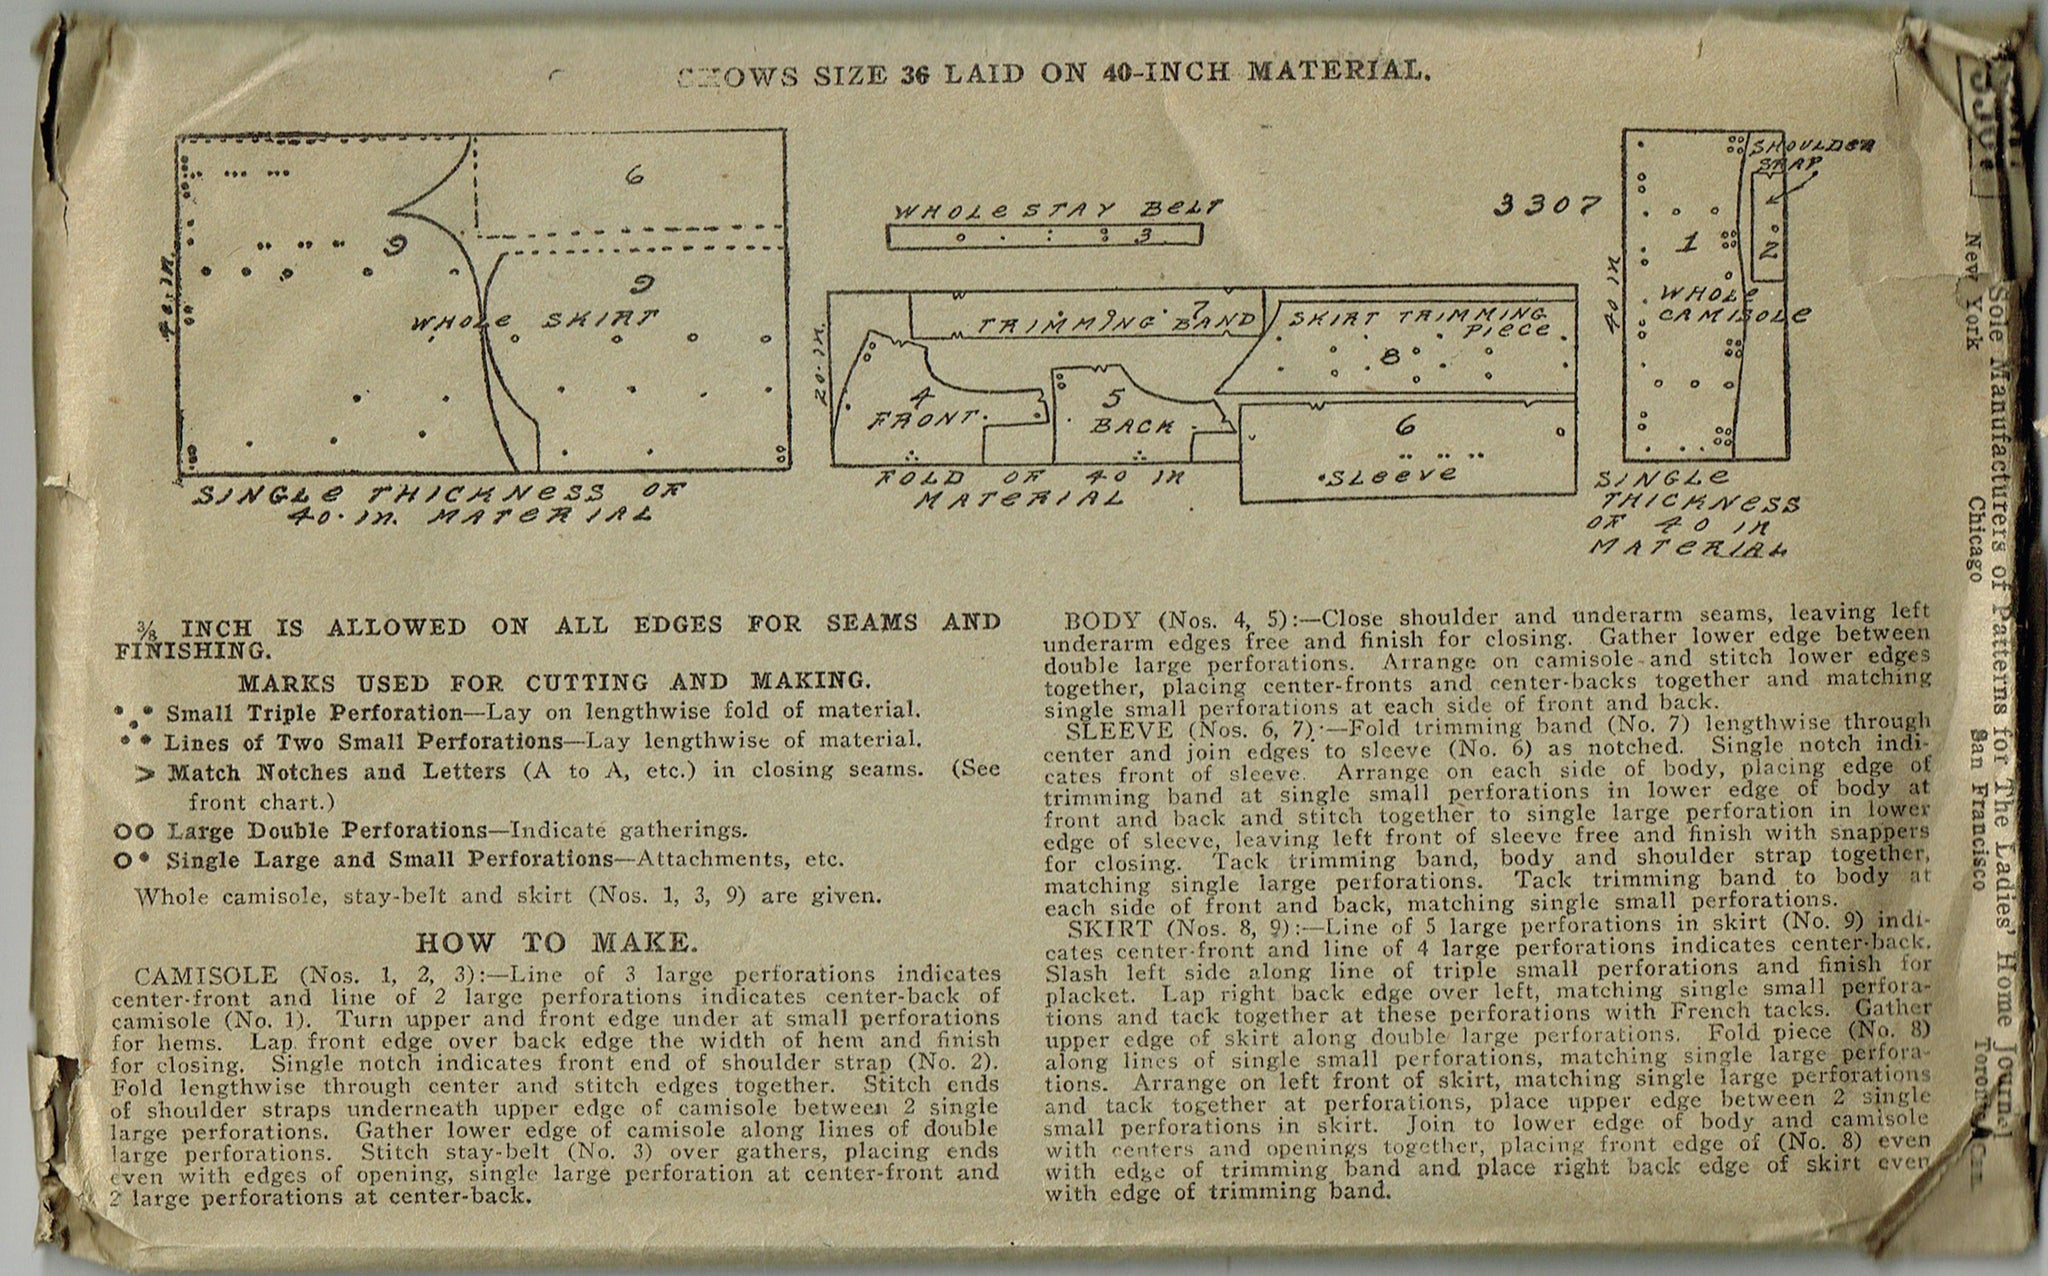 SHOWS SIZE 36 LAID ON 40-INCH MATERIAL.
6
9
9
WHOLE SKIRT
40-IN.
SINGLE THICKNESS OF
40-IN. MATERIAL
WHOLE STAY BELT
3
3307
20-IN.
7
TRIMMING BAND
SKIRT TRIMMING
PIECE
8
4
FRONT.
5
BACK
6
SLEEVE
FOLD OF 40 IN
MATERIAL
SHOULDER
SRAP
1
2
40 IN
WHOLE
CAMISOLE
SINGLE
THICKNESS
OF 40 IN
MATERIAL
⅜ INCH IS ALLOWED ON ALL EDGES FOR SEAMS AND
FINISHING.
MARKS USED FOR CUTTING AND MAKING.
Small Triple Perforation—Lay on lengthwise fold of material.
Lines of Two Small Perforations—Lay lengthwise of material.
> Match Notches and Letters (A to A, etc.) in closing seams. (See
front chart.)
Large Double Perforations—Indicate gatherings.
Single Large and Small Perforations—Attachments, etc.
Whole camisole, stay-belt and skirt (Nos. 1, 3, 9) are given.
HOW TO MAKE.
CAMISOLE (Nos. 1, 2, 3):—Line of 3 large perforations indicates
center-front and line of 2 large perforations indicates center-back of
camisole (No. 1). Turn upper and front edge under at small perforations
for hems. Lap front edge over back edge the width of hem and finish
for closing. Single notch indicates front end of shoulder strap (No. 2).
Fold lengthwise through center and stitch edges together. Stitch ends
of shoulder straps underneath upper edge of camisole between 2 single
large perforations. Gather lower edge of camisole along lines of double
large perforations. Stitch stay-belt (No. 3) over gathers, placing ends
even with edges of opening, single large perforation at center-front and
2 large perforations at center-back.
BODY (Nos. 4, 5):—Close shoulder and underarm seams, leaving left
underarm edges free and finish for closing. Gather lower edge between
double large perforations. Arrange on camisole and stitch lower edges
together, placing center-fronts and center-backs together and matching
single small perforations at each side of front and back.
SLEEVE (Nos. 6, 7):—Fold trimming band (No. 7) lengthwise through
center and join edges to sleeve (No. 6) as notched. Single notch indi-
cates front of sleeve. Arrange on each side of body, placing edge of
trimming band at single small perforations in lower edge of body at
front and back and stitch together to single large perforation in lower
edge of sleeve, leaving left front of sleeve free and finish with snappers
for closing. Tack trimming band, body and shoulder strap together,
matching single large perforations. Tack trimming band to body at
each side of front and back, matching single small perforations.
SKIRT (Nos. 8, 9):—Line of 5 large perforations in skirt (No. 9) indi-
cates center-front and line of 4 large perforations indicates center-back.
Slash left side along line of triple small perforations and finish for
placket. Lap right back edge over left, matching single small perfora-
tions and tack together at these perforations with French tacks. Gather
upper edge of skirt along double large perforations. Fold piece (No. 8)
along lines of single small perforations, matching single large perfora-
tions. Arrange on left front of skirt, matching single large perforations
and tack together at perforations, place upper edge between 2 single
small perforations in skirt. Join to lower edge of body and camisole
with centers and openings together, placing front edge of (No. 8) even
with edge of trimming band and place right back edge of skirt even
with edge of trimming band.
Sole Manufacturers of Patterns for The Ladies' Home Journal
New York Chicago San Francisco Toronto,